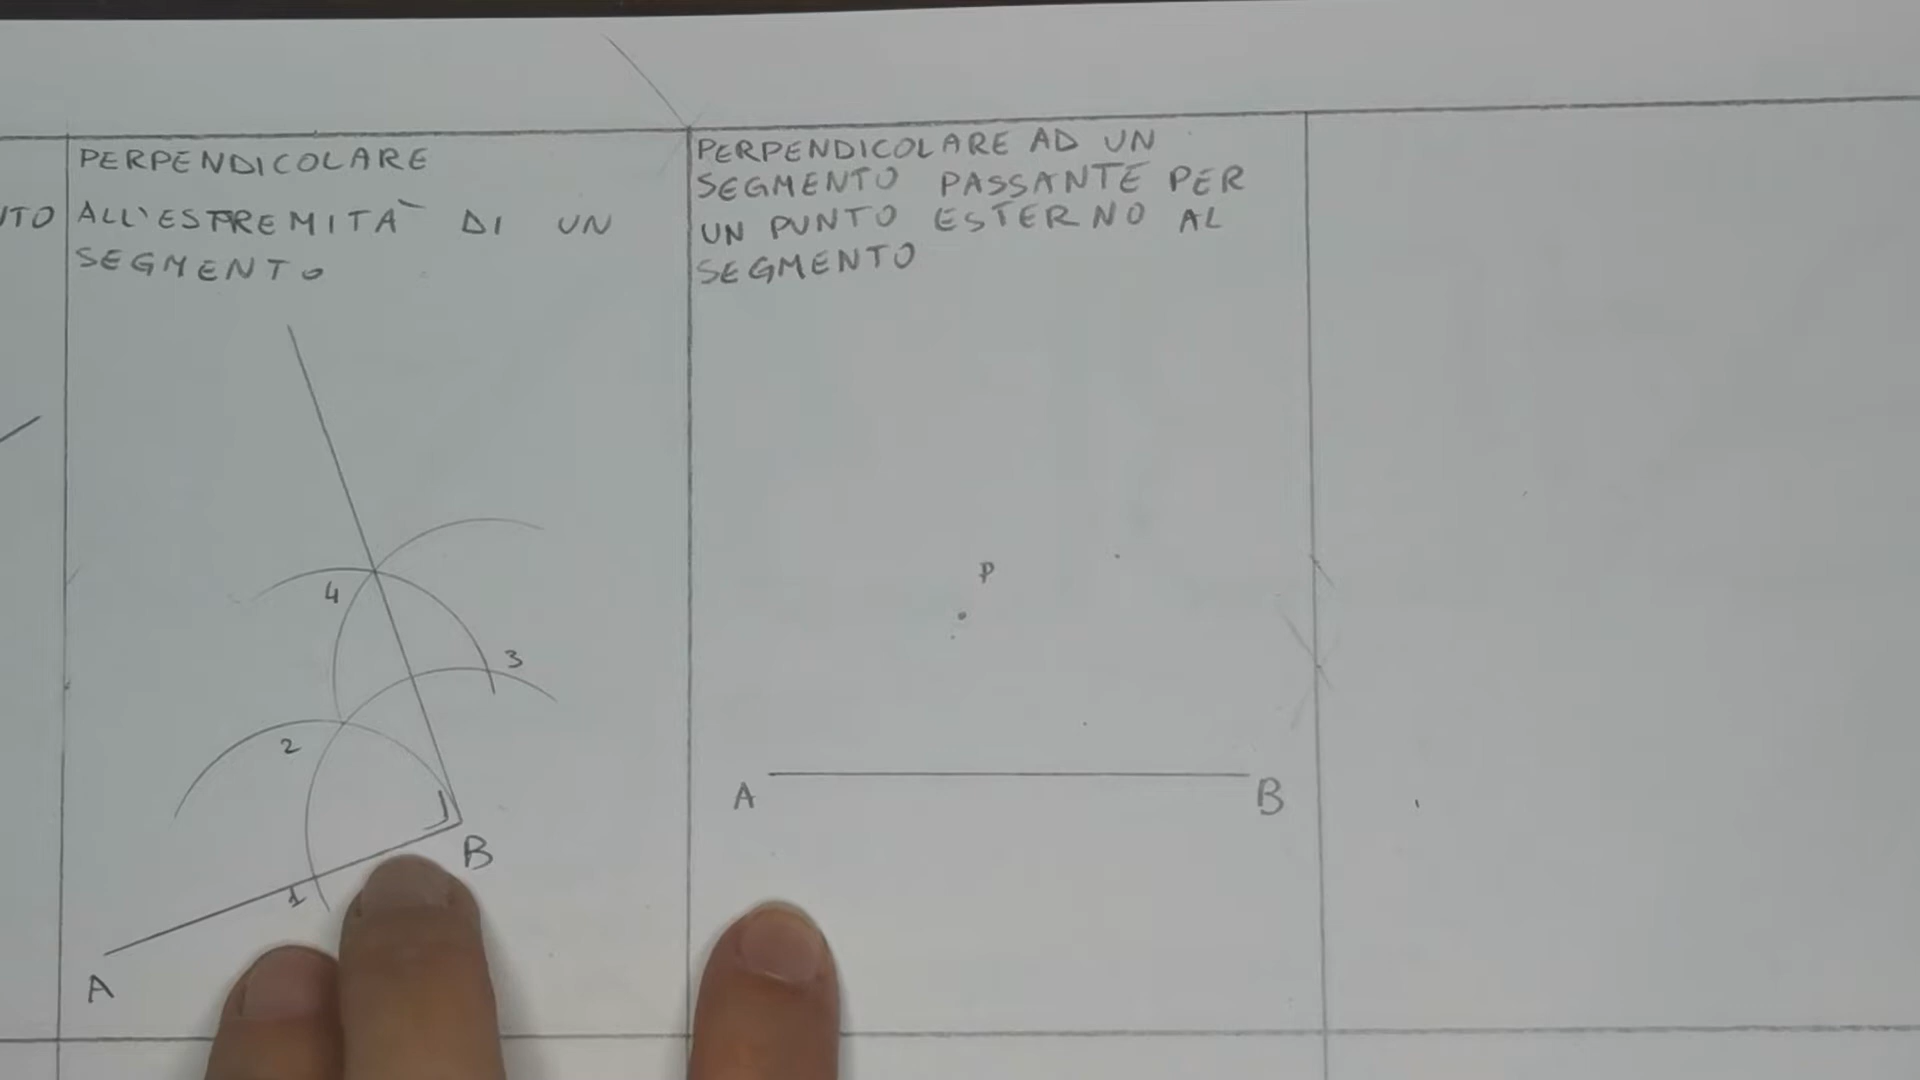 NTO
PERPENDICOLARE
ALL'ESTREMITÀ DI UN
SEGMENTO
4
3
2
1
B
A
PERPENDICOLARE AD UN
SEGMENTO PASSANTE PER
UN PUNTO ESTERNO AL
SEGMENTO
P
A
B